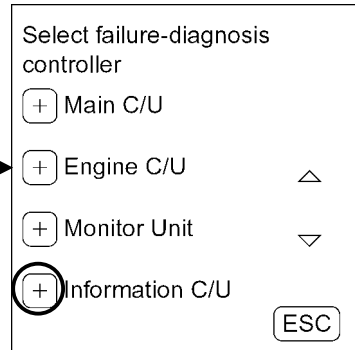 Select failure-diagnosis
controller
+ Main C/U
+ Engine C/U
+ Monitor Unit
+ Information C/U
ESC